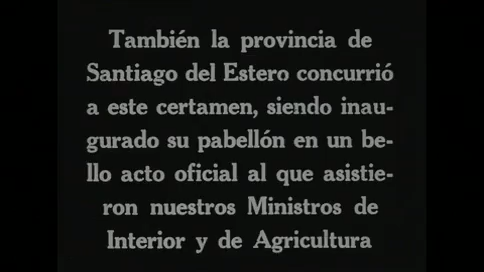 También la provincia de
Santiago del Estero concurrió
a este certamen, siendo inau-
gurado su pabellón en un be-
llo acto oficial al que asistie-
ron nuestros Ministros de
Interior y de Agricultura